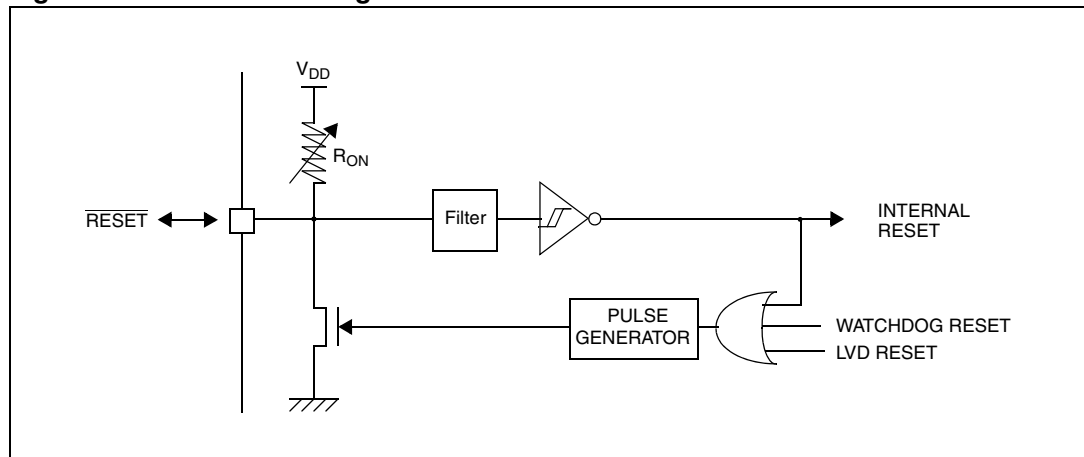 V_DD
R_ON
RESET
Filter
INTERNAL
RESET
PULSE
GENERATOR
WATCHDOG RESET
LVD RESET